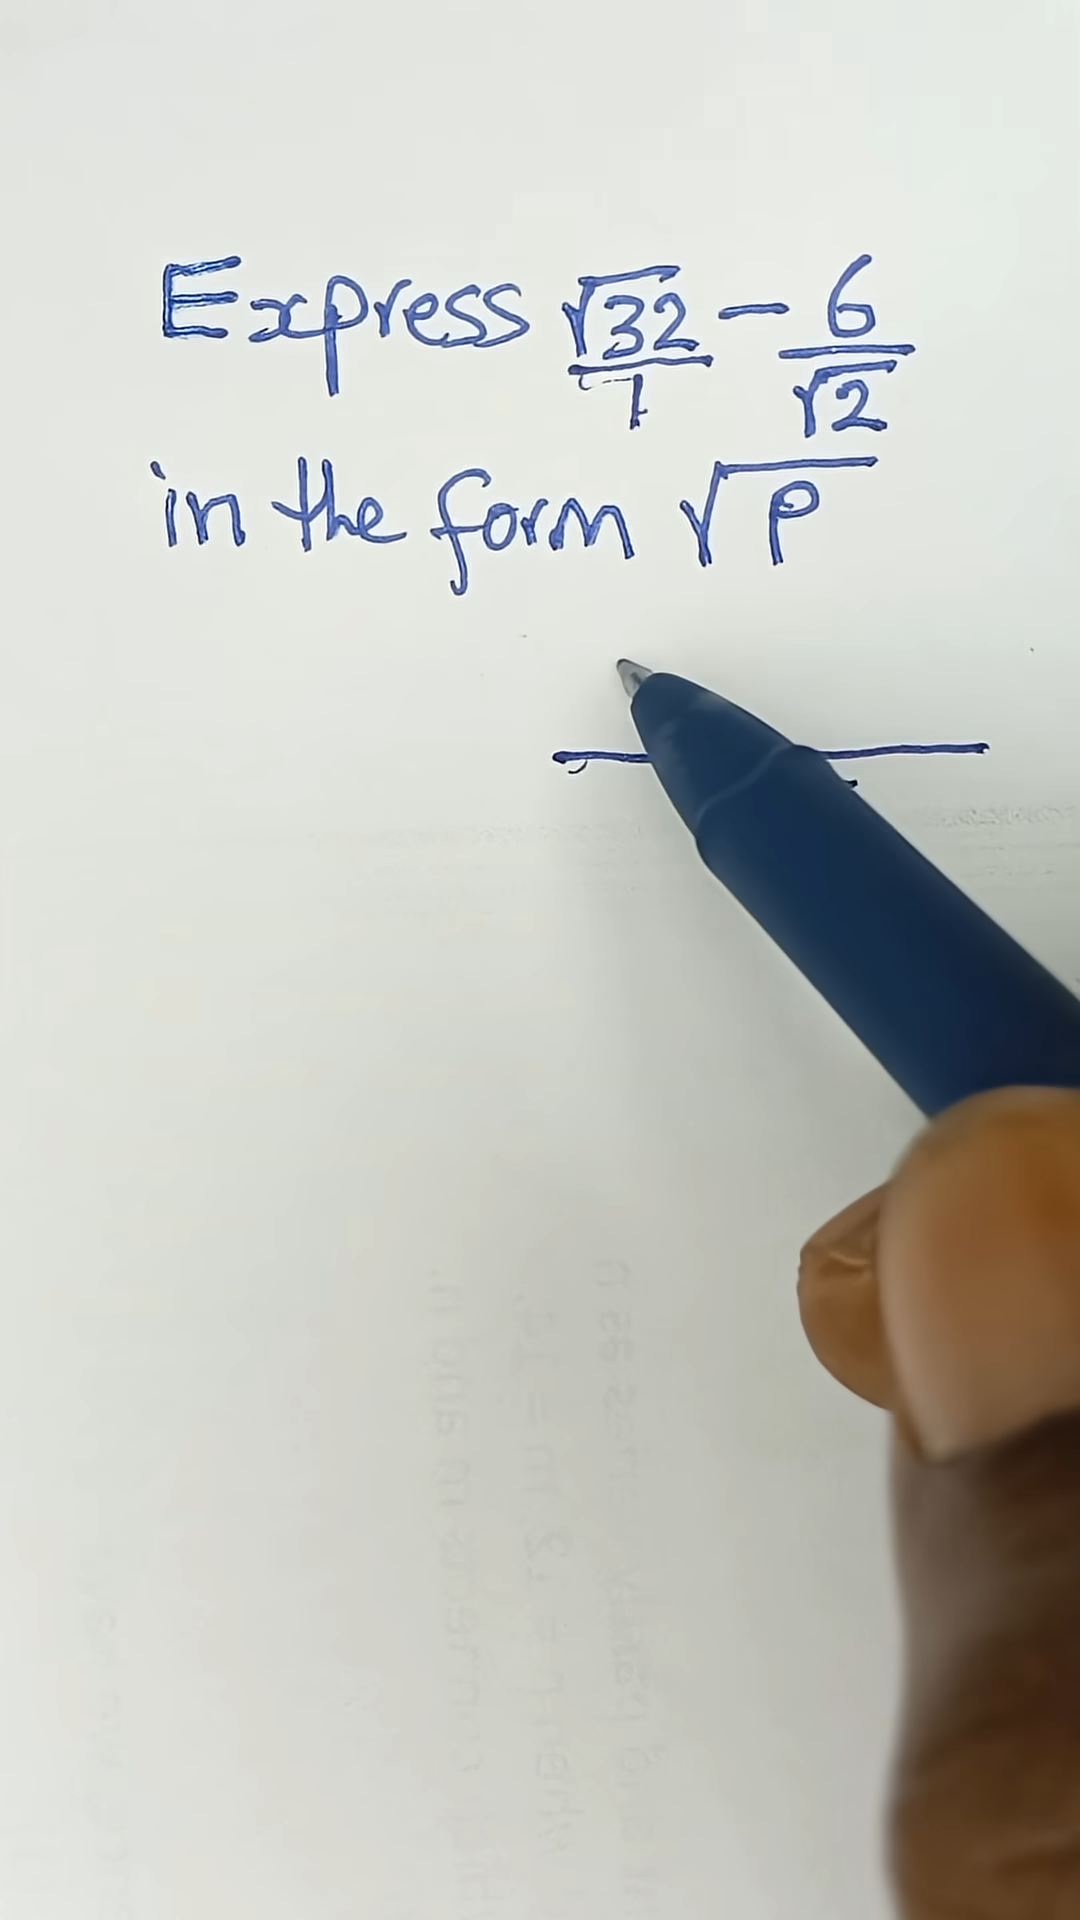 Express √32/1 - 6/√2
in the form √P